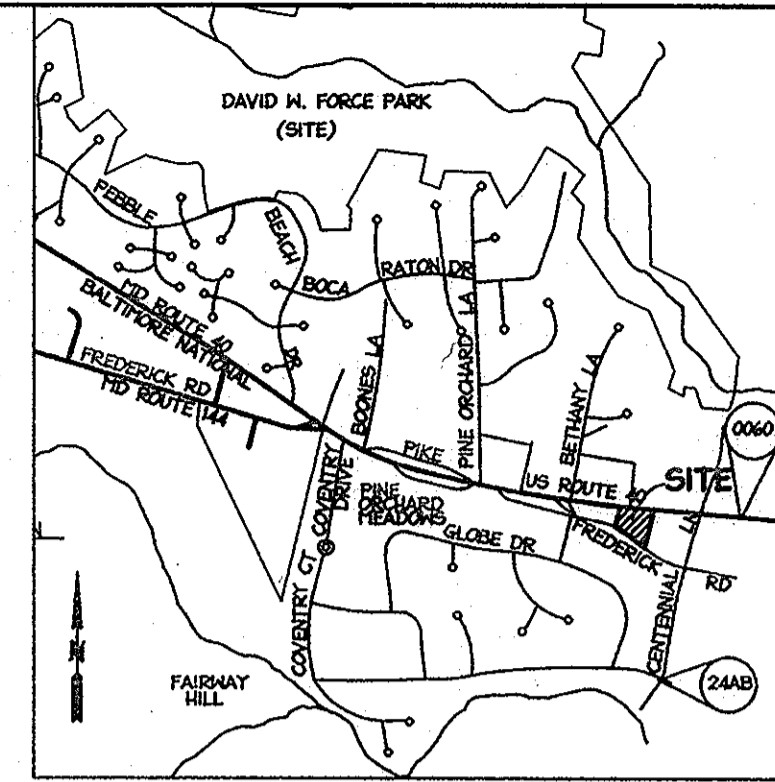 DAVID W. FORCE PARK
(SITE)
PEBBLE
BEACH
DR
BOCA
RATON DR
MD ROUTE 40
BALTIMORE NATIONAL
PIKE
FREDERICK RD
MD ROUTE 144
BOONES LA
PINE ORCHARD LA
BETHANY LA
0060
US ROUTE 40
SITE
COVENTRY
DRIVE
PINE
ORCHARD
MEADOWS
GLOBE DR
FREDERICK
RD
CENTENNIAL
LN
COVENTRY CT
N
FAIRWAY
HILL
24AB